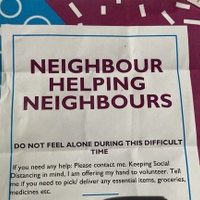 NEIGHBOUR
HELPING
NEIGHBOURS
DO NOT FEEL ALONE DURING THIS DIFFICULT
TIME
If you need any help: Please contact me. Keeping Social
Distancing in mind, I am offering my hand to volunteer. Tell
me if you need to pick/ deliver any essential items, groceries,
medicines etc.